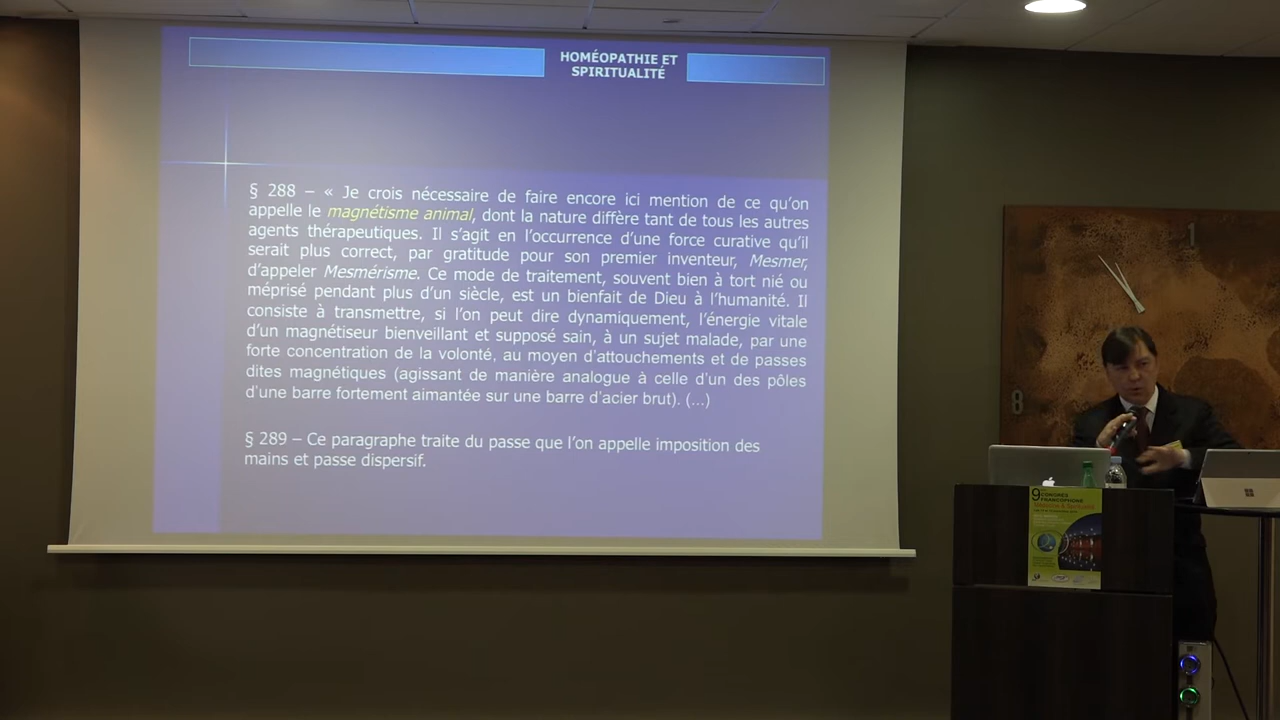 HOMÉOPATHIE ET
SPIRITUALITÉ
§ 288 – « Je crois nécessaire de faire encore ici mention de ce qu’on
appelle le magnétisme animal, dont la nature diffère tant de tous les autres
agents thérapeutiques. Il s’agit en l’occurrence d’une force curative qu’il
serait plus correct, par gratitude pour son premier inventeur, Mesmer,
d’appeler Mesmérisme. Ce mode de traitement, souvent bien à tort nié ou
méprisé pendant plus d’un siècle, est un bienfait de Dieu à l’humanité. Il
consiste à transmettre, si l’on peut dire dynamiquement, l’énergie vitale
d’un magnétiseur bienveillant et supposé sain, à un sujet malade, par une
forte concentration de la volonté, au moyen d'attouchements et de passes
dites magnétiques (agissant de manière analogue à celle d'un des pôles
d'une barre fortement aimantée sur une barre d'acier brut). (...)
§ 289 – Ce paragraphe traite du passe que l’on appelle imposition des
mains et passe dispersif.
1
8
9
CONGRES
FRANCOPHONE
Médecine & Spiritualité